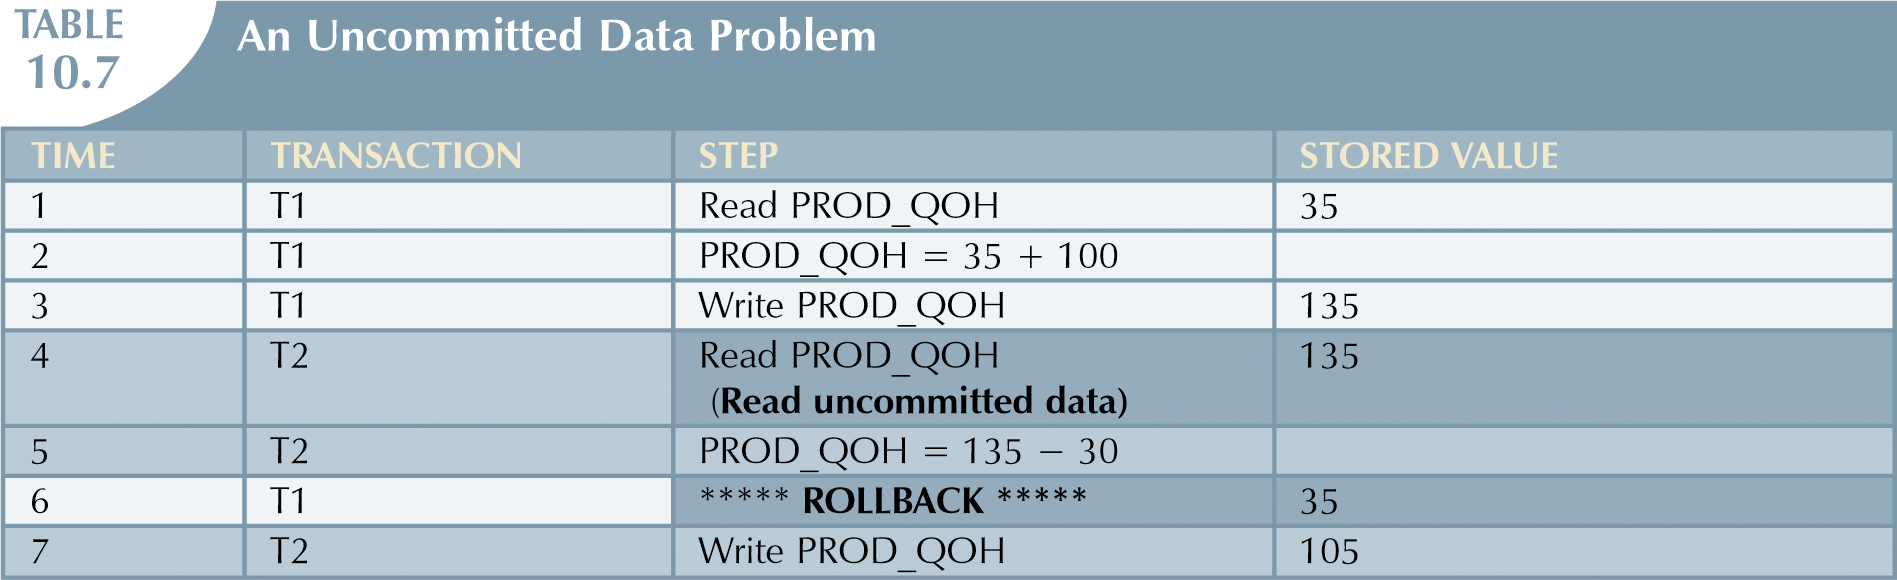 TABLE
10.7
An Uncommitted Data Problem
TIME TRANSACTION STEP STORED VALUE
1 T1 Read PROD_QOH 35
2 T1 PROD_QOH = 35 + 100
3 T1 Write PROD_QOH 135
4 T2 Read PROD_QOH 135
(Read uncommitted data)
5 T2 PROD_QOH = 135 − 30
6 T1 ***** ROLLBACK ***** 35
7 T2 Write PROD_QOH 105